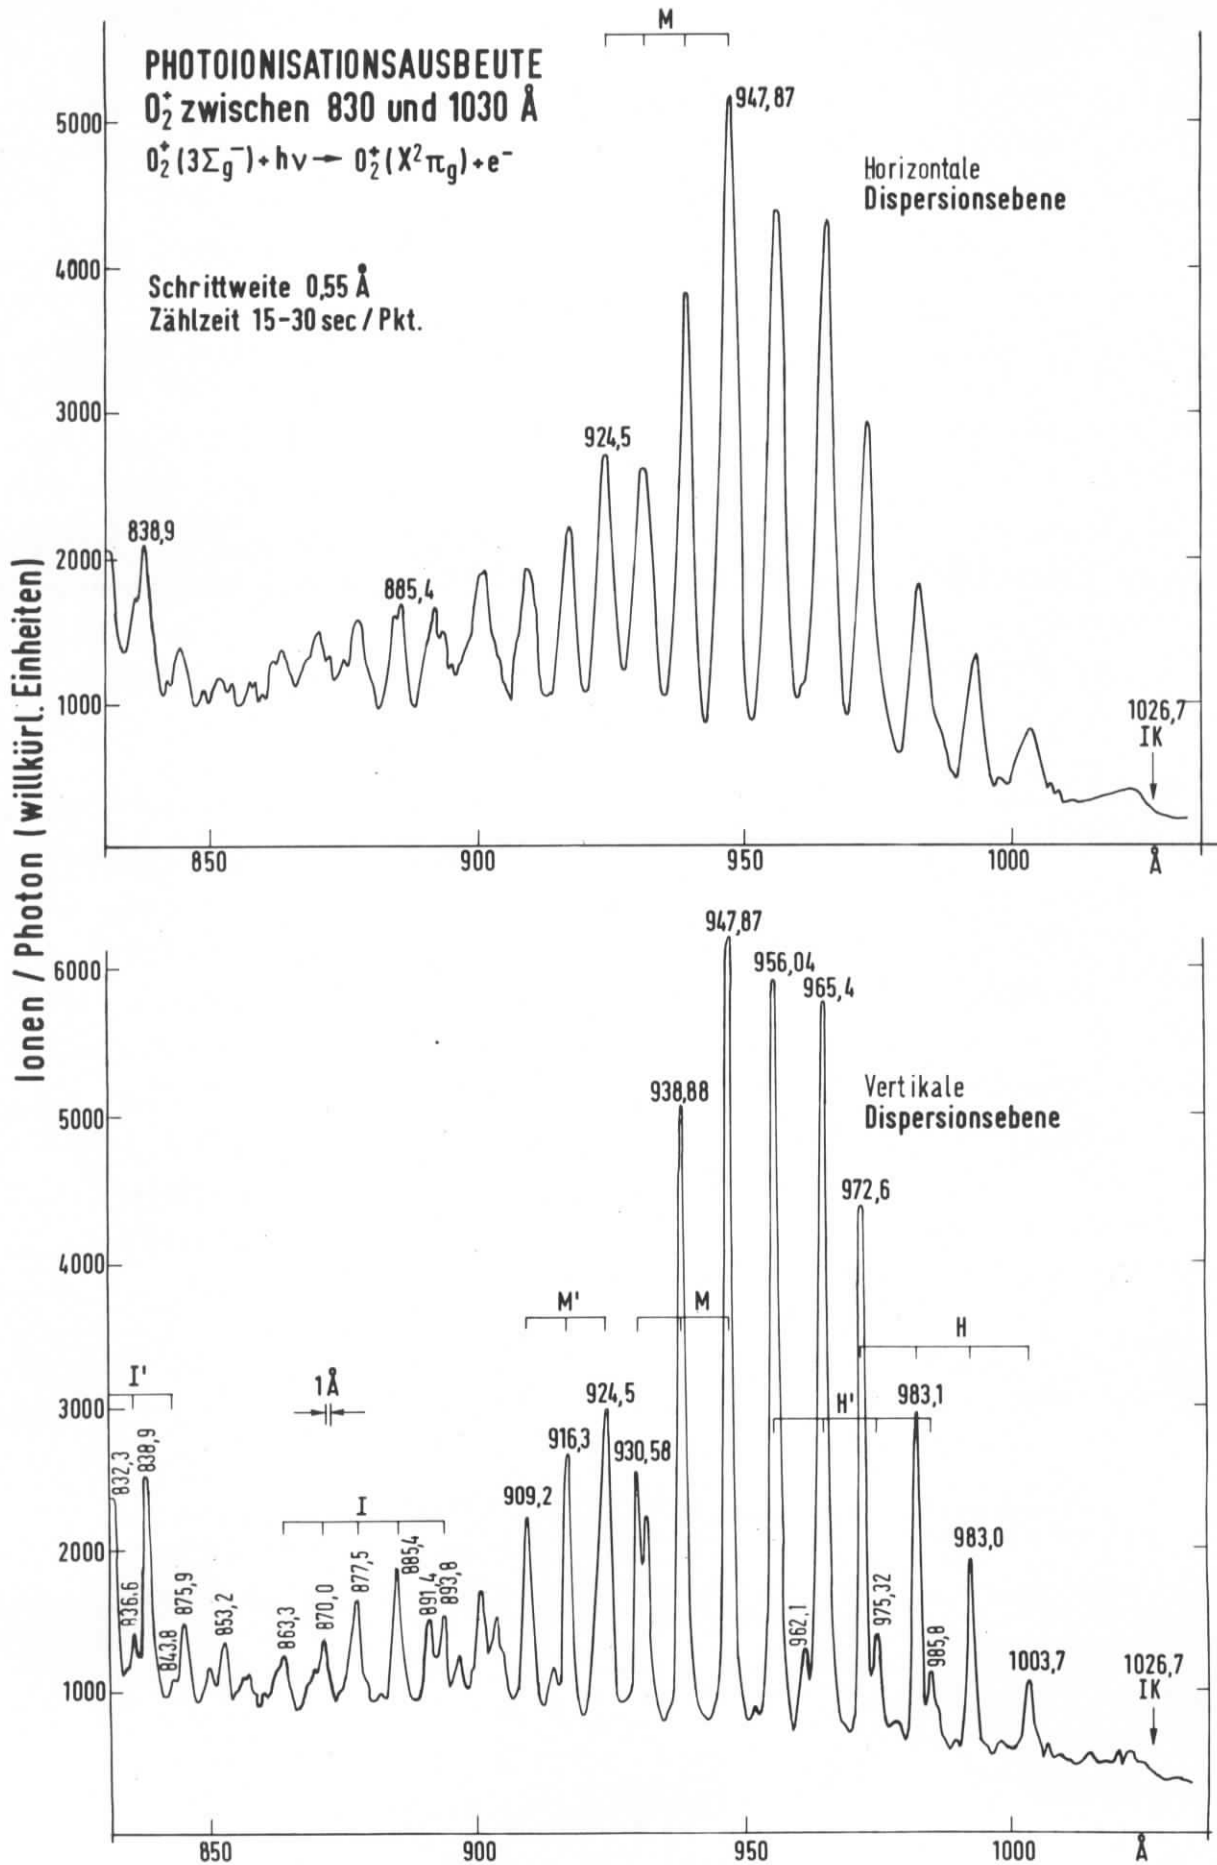 M
PHOTOIONISATIONSAUSBEUTE
O₂⁺ zwischen 830 und 1030 Å
O₂⁺(3Σg⁻)+hν → O₂⁺(X²πg)+e⁻
Schrittweite 0,55 Å
Zählzeit 15-30 sec / Pkt.
Horizontale
Dispersionsebene
947,87
924,5
838,9
885,4
1026,7
IK
5000
4000
3000
2000
1000
850
900
950
1000
Å
Ionen / Photon (willkürl. Einheiten)
947,87
956,04
965,4
938,88
Vertikale
Dispersionsebene
972,6
M'
M
H
I'
1 Å
924,5
H'
983,1
832,3
838,9
916,3
930,58
I
909,2
983,0
836,6
843,8
875,9
853,2
863,3
870,0
877,5
885,4
891,4
893,8
962,1
975,32
985,8
1003,7
1026,7
IK
6000
5000
4000
3000
2000
1000
850
900
950
1000
Å